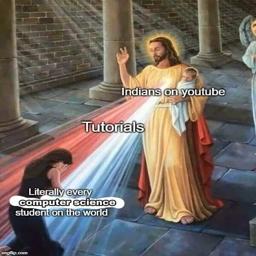 Indians on youtube
Tutorials
Literally every
computer science
student on the world
imgflip.com